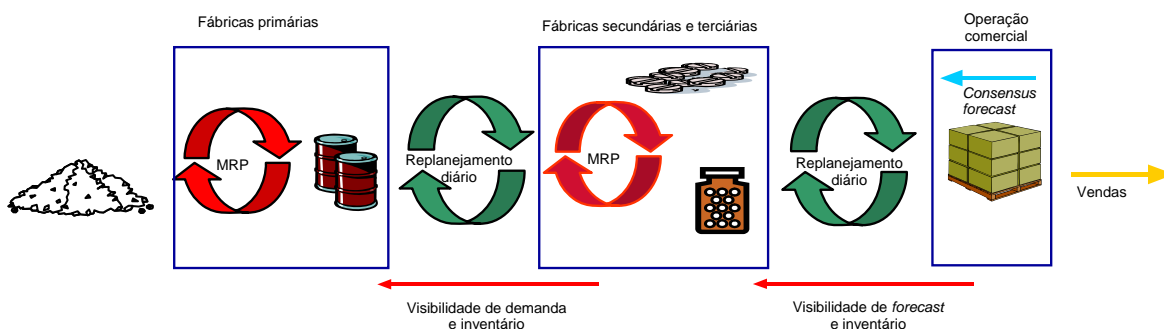 Fábricas primárias
Fábricas secundárias e terciárias
Operação
comercial
Consensus
forecast
MRP
Replanejamento
diário
MRP
Replanejamento
diário
Vendas
Visibilidade de demanda
e inventário
Visibilidade de forecast
e inventário